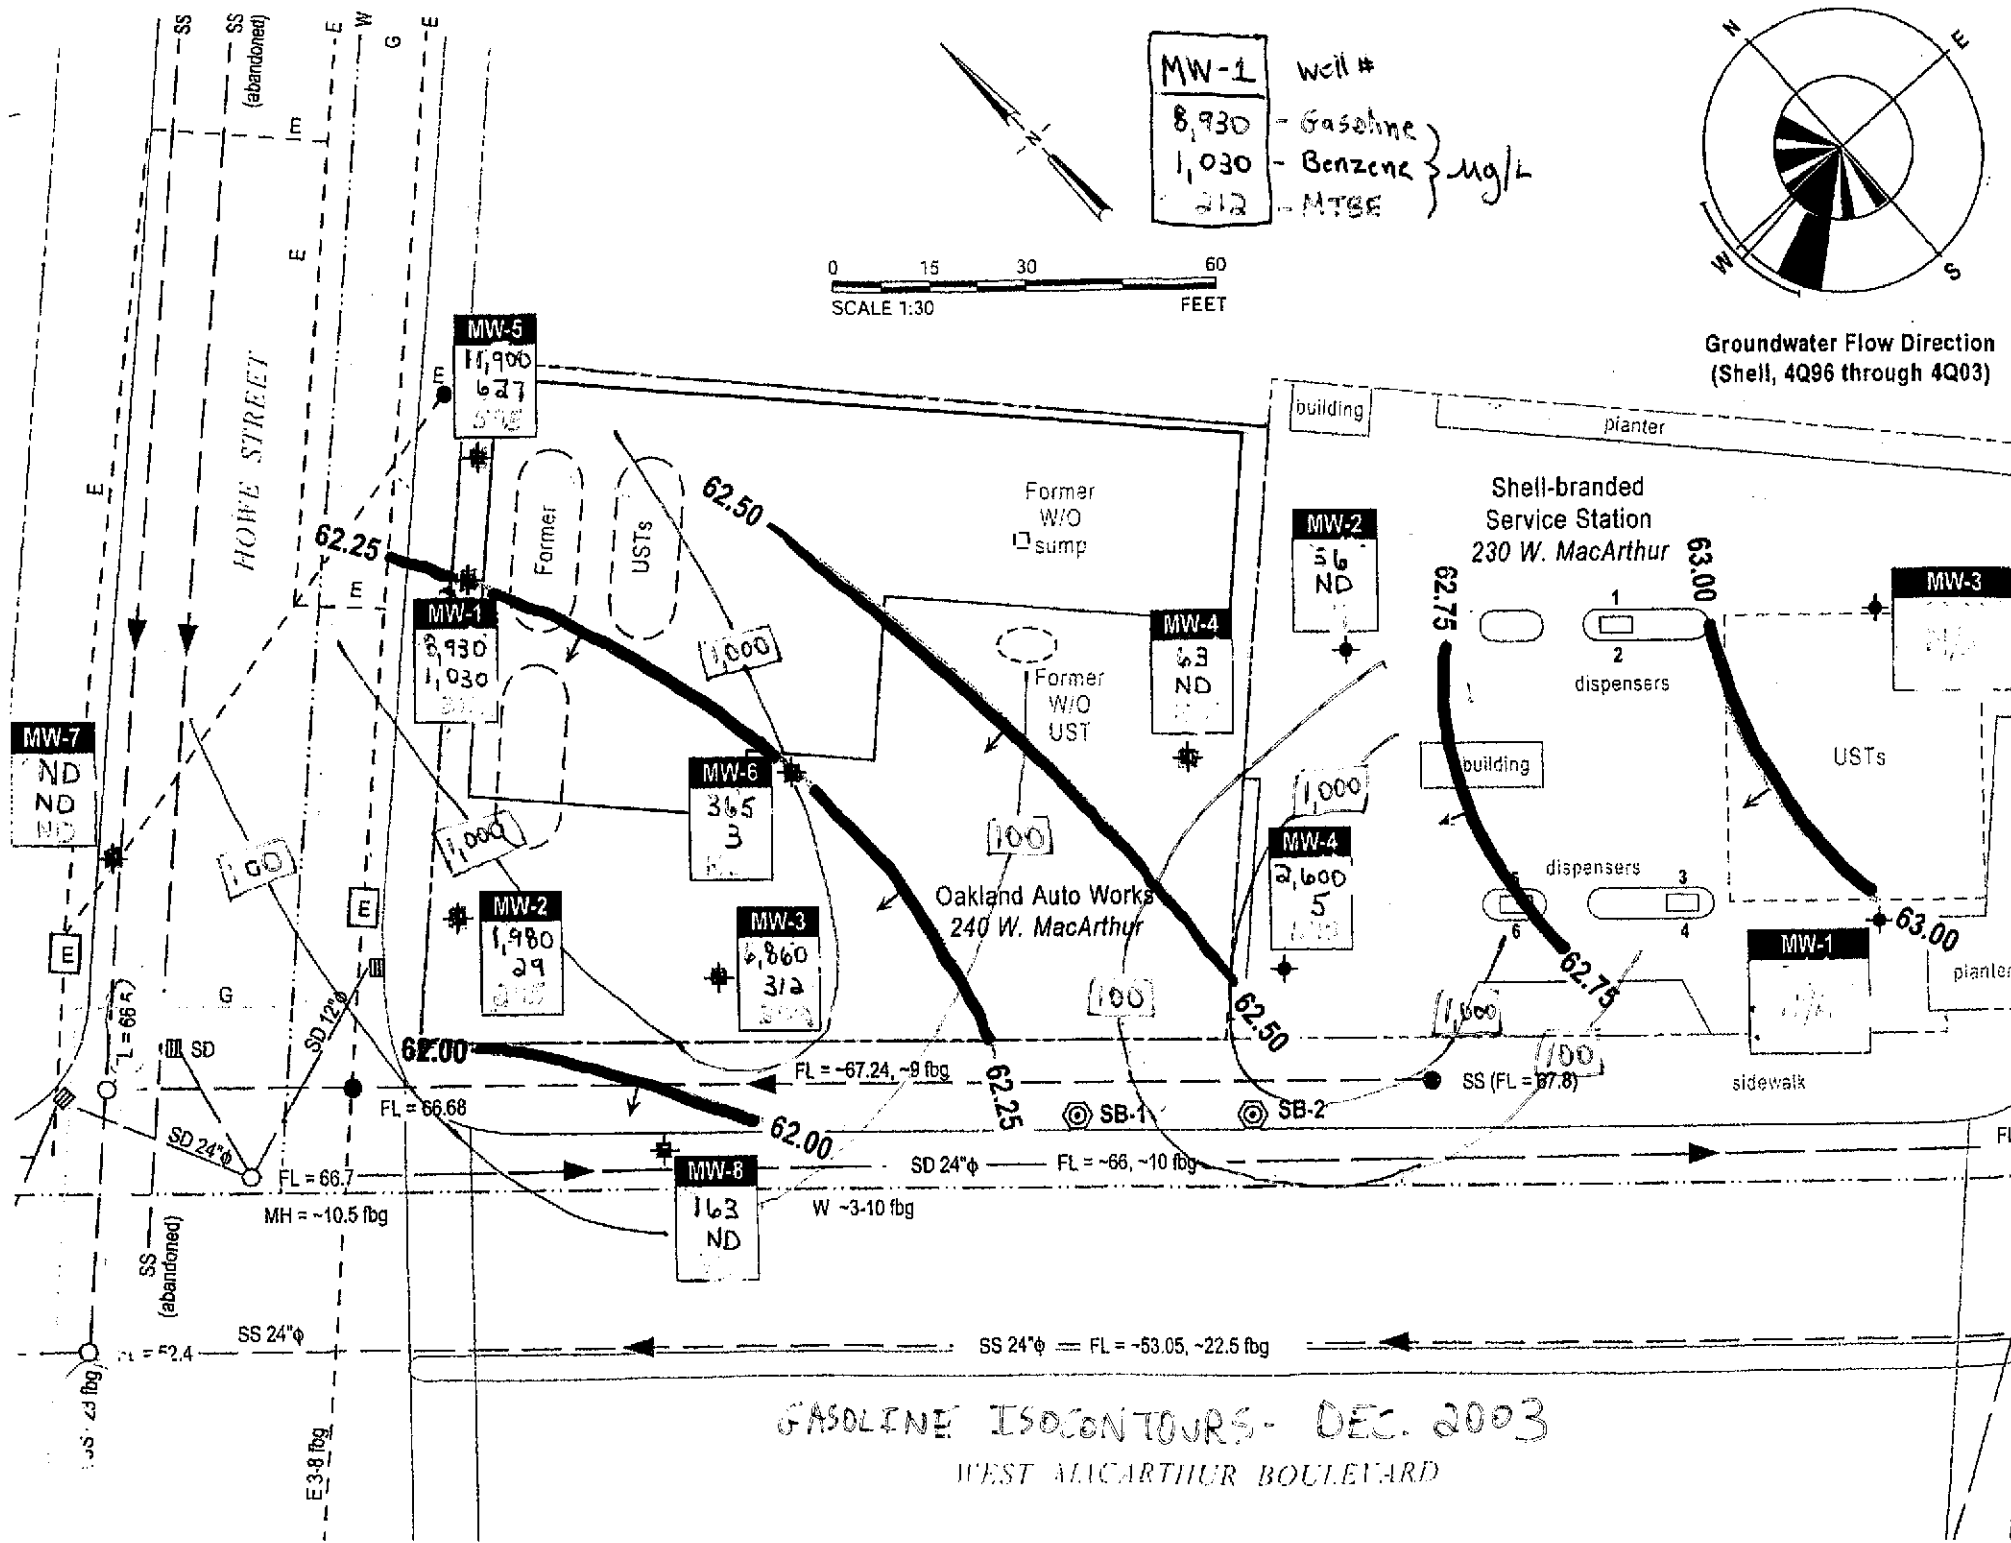 SS
SS
(abandoned)
E
W
G
E
MW-1 Well #
8,930 - Gasoline
1,030 - Benzene
212 - MTBE
µg/L
N
N
E
W
S
0 15 30 60
SCALE 1:30 FEET
Groundwater Flow Direction
(Shell, 4Q96 through 4Q03)
E
E
E
HOWE STREET
MW-5
11,900
627
E
building
planter
62.25
Former
USTs
62.50
Former
W/O
sump
MW-2
56
ND
Shell-branded
Service Station
230 W. MacArthur
62.75
63.00
MW-3
1
2
dispensers
E
MW-1
8,930
1,030
1,000
Former
W/O
UST
MW-4
63
ND
USTs
MW-7
ND
ND
ND
MW-6
365
3
building
1,000
100
1,000
100
MW-4
2,600
5
dispensers
5
6
3
4
E
E
MW-2
1,980
29
MW-3
6,860
312
Oakland Auto Works
240 W. MacArthur
MW-1
63.00
planter
62.75
G
SD 12"φ
100
1,000
62.50
100
SD
62.00
FL = ~67.24, ~9 fbg
62.25
SS (FL = 67.8)
sidewalk
FL = 66.68
SB-1
SB-2
62.00
SD 24"φ
FL = 66.7
SD 24"φ
FL = ~66, ~10 fbg
FL
MH = ~10.5 fbg
MW-8
163
ND
W ~3-10 fbg
SS
(abandoned)
SS 24"φ
SS 24"φ
FL = ~53.05, ~22.5 fbg
E 3-8 fbg
GASOLINE ISOCONTOURS - DEC. 2003
WEST MACARTHUR BOULEVARD